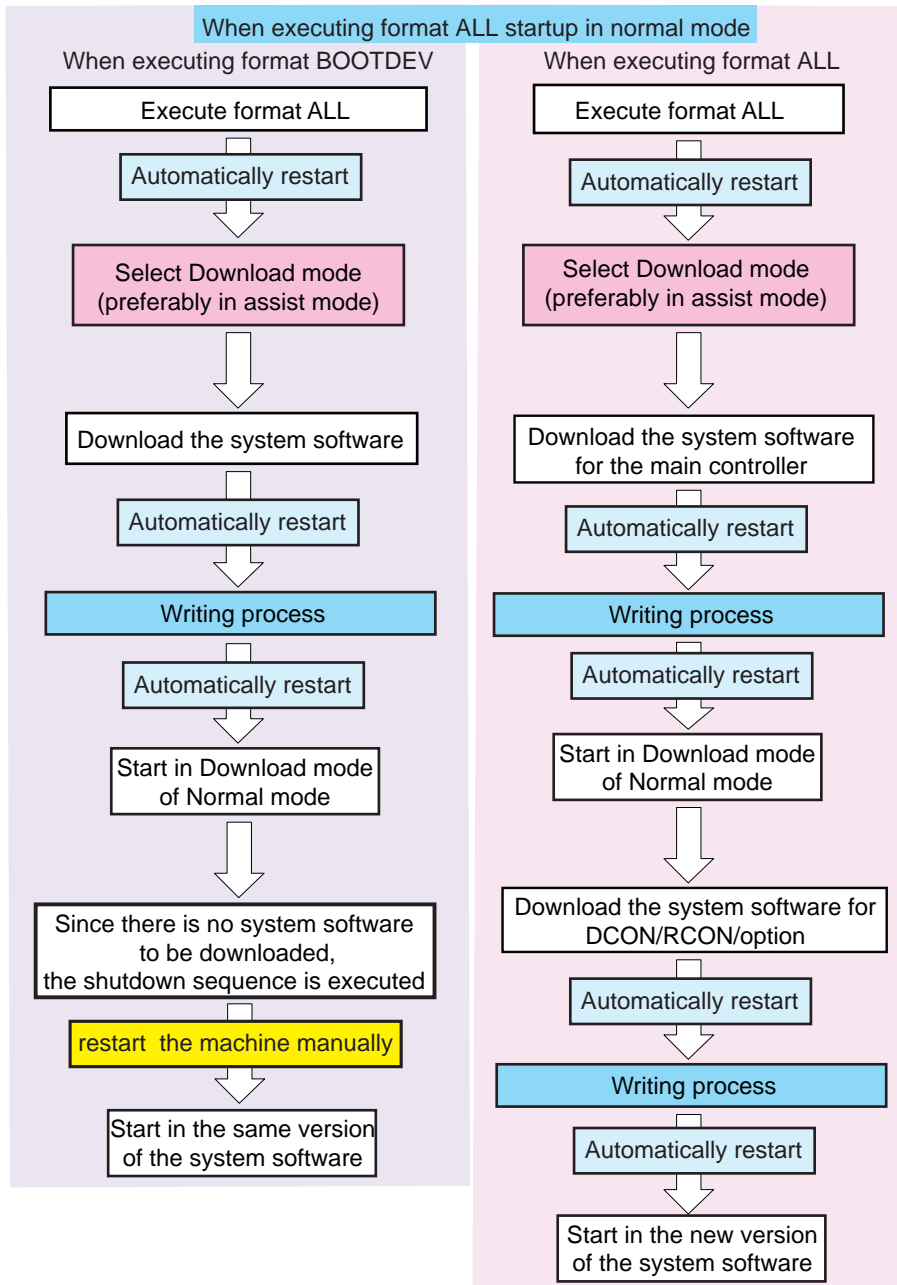 When executing format ALL startup in normal mode
When executing format BOOTDEV
Execute format ALL
Automatically restart
Select Download mode
(preferably in assist mode)
Download the system software
Automatically restart
Writing process
Automatically restart
Start in Download mode
of Normal mode
Since there is no system software
to be downloaded,
the shutdown sequence is executed
restart the machine manually
Start in the same version
of the system software
When executing format ALL
Execute format ALL
Automatically restart
Select Download mode
(preferably in assist mode)
Download the system software
for the main controller
Automatically restart
Writing process
Automatically restart
Start in Download mode
of Normal mode
Download the system software for
DCON/RCON/option
Automatically restart
Writing process
Automatically restart
Start in the new version
of the system software